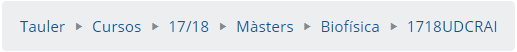 Tauler ▶ Cursos ▶ 17/18 ▶ Màsters ▶ Biofísica ▶ 1718UDCRAI